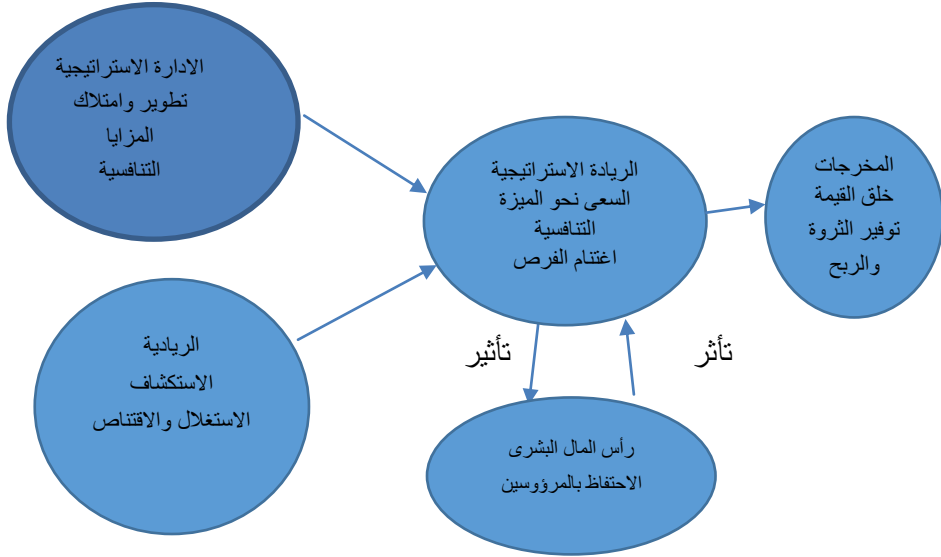 الادارة الاستراتيجية
تطوير وامتلاك
المزايا
التنافسية
الريادة الاستراتيجية
السعى نحو الميزة
التنافسية
اغتنام الفرص
المخرجات
خلق القيمة
توفير الثروة
والربح
الريادية
الاستكشاف
الاستغلال والاقتناص
تأثر
تأثير
رأس المال البشرى
الاحتفاظ بالمرؤوسين